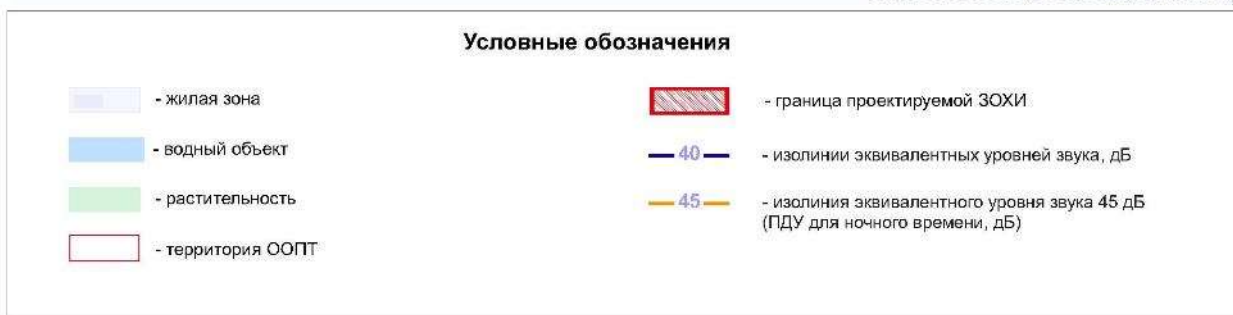 Условные обозначения
- жилая зона
- водный объект
- растительность
- территория ООПТ
- граница проектируемой ЗОХИ
40 - изолинии эквивалентных уровней звука, дБ
45 - изолиния эквивалентного уровня звука 45 дБ
(ПДУ для ночного времени, дБ)